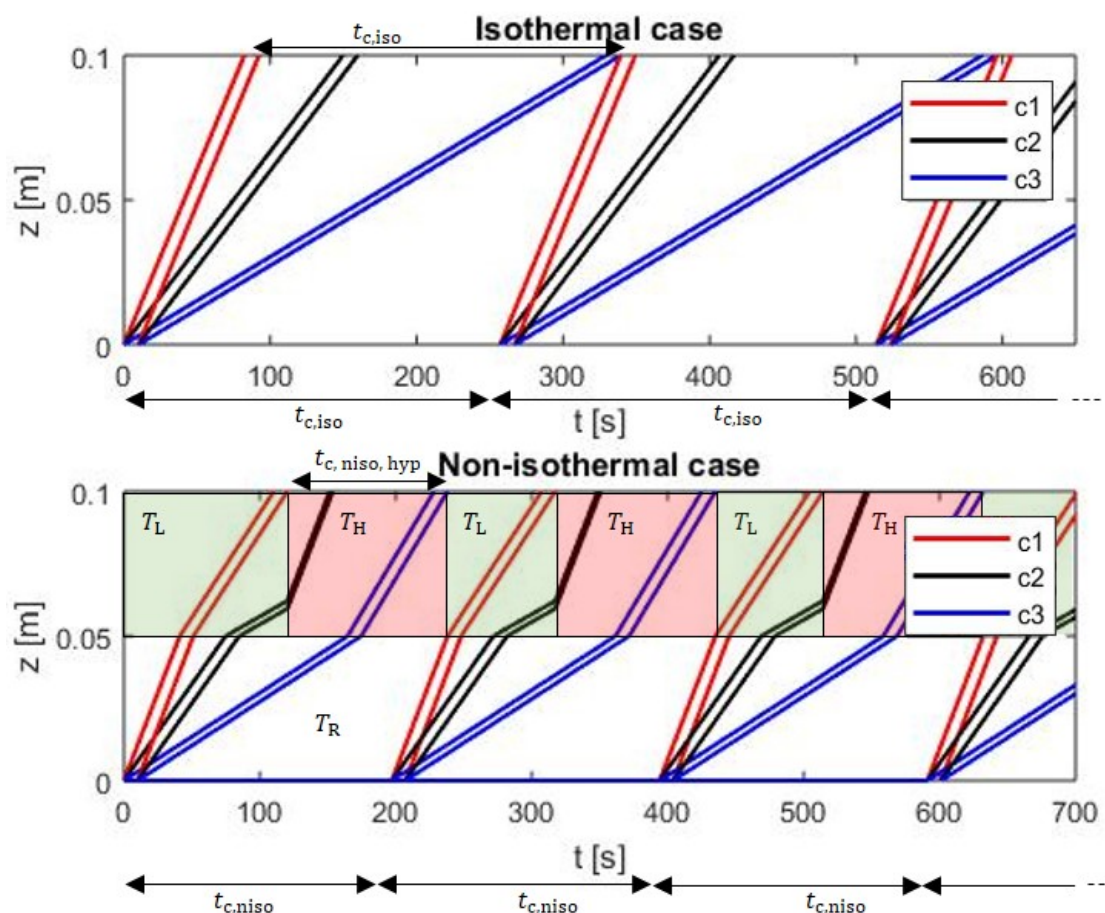 t_c,iso
Isothermal case
0.1
0.05
0
z [m]
c1
c2
c3
0 100 200 300 400 500 600
t_c,iso t_c,iso ---
t [s]
t_c, niso, hyp
Non-isothermal case
0.1
0.05
0
z [m]
T_L T_H T_L T_H T_L T_H
c1
c2
c3
T_R
0 100 200 300 400 500 600 700
t [s]
t_c,niso t_c,niso t_c,niso ---